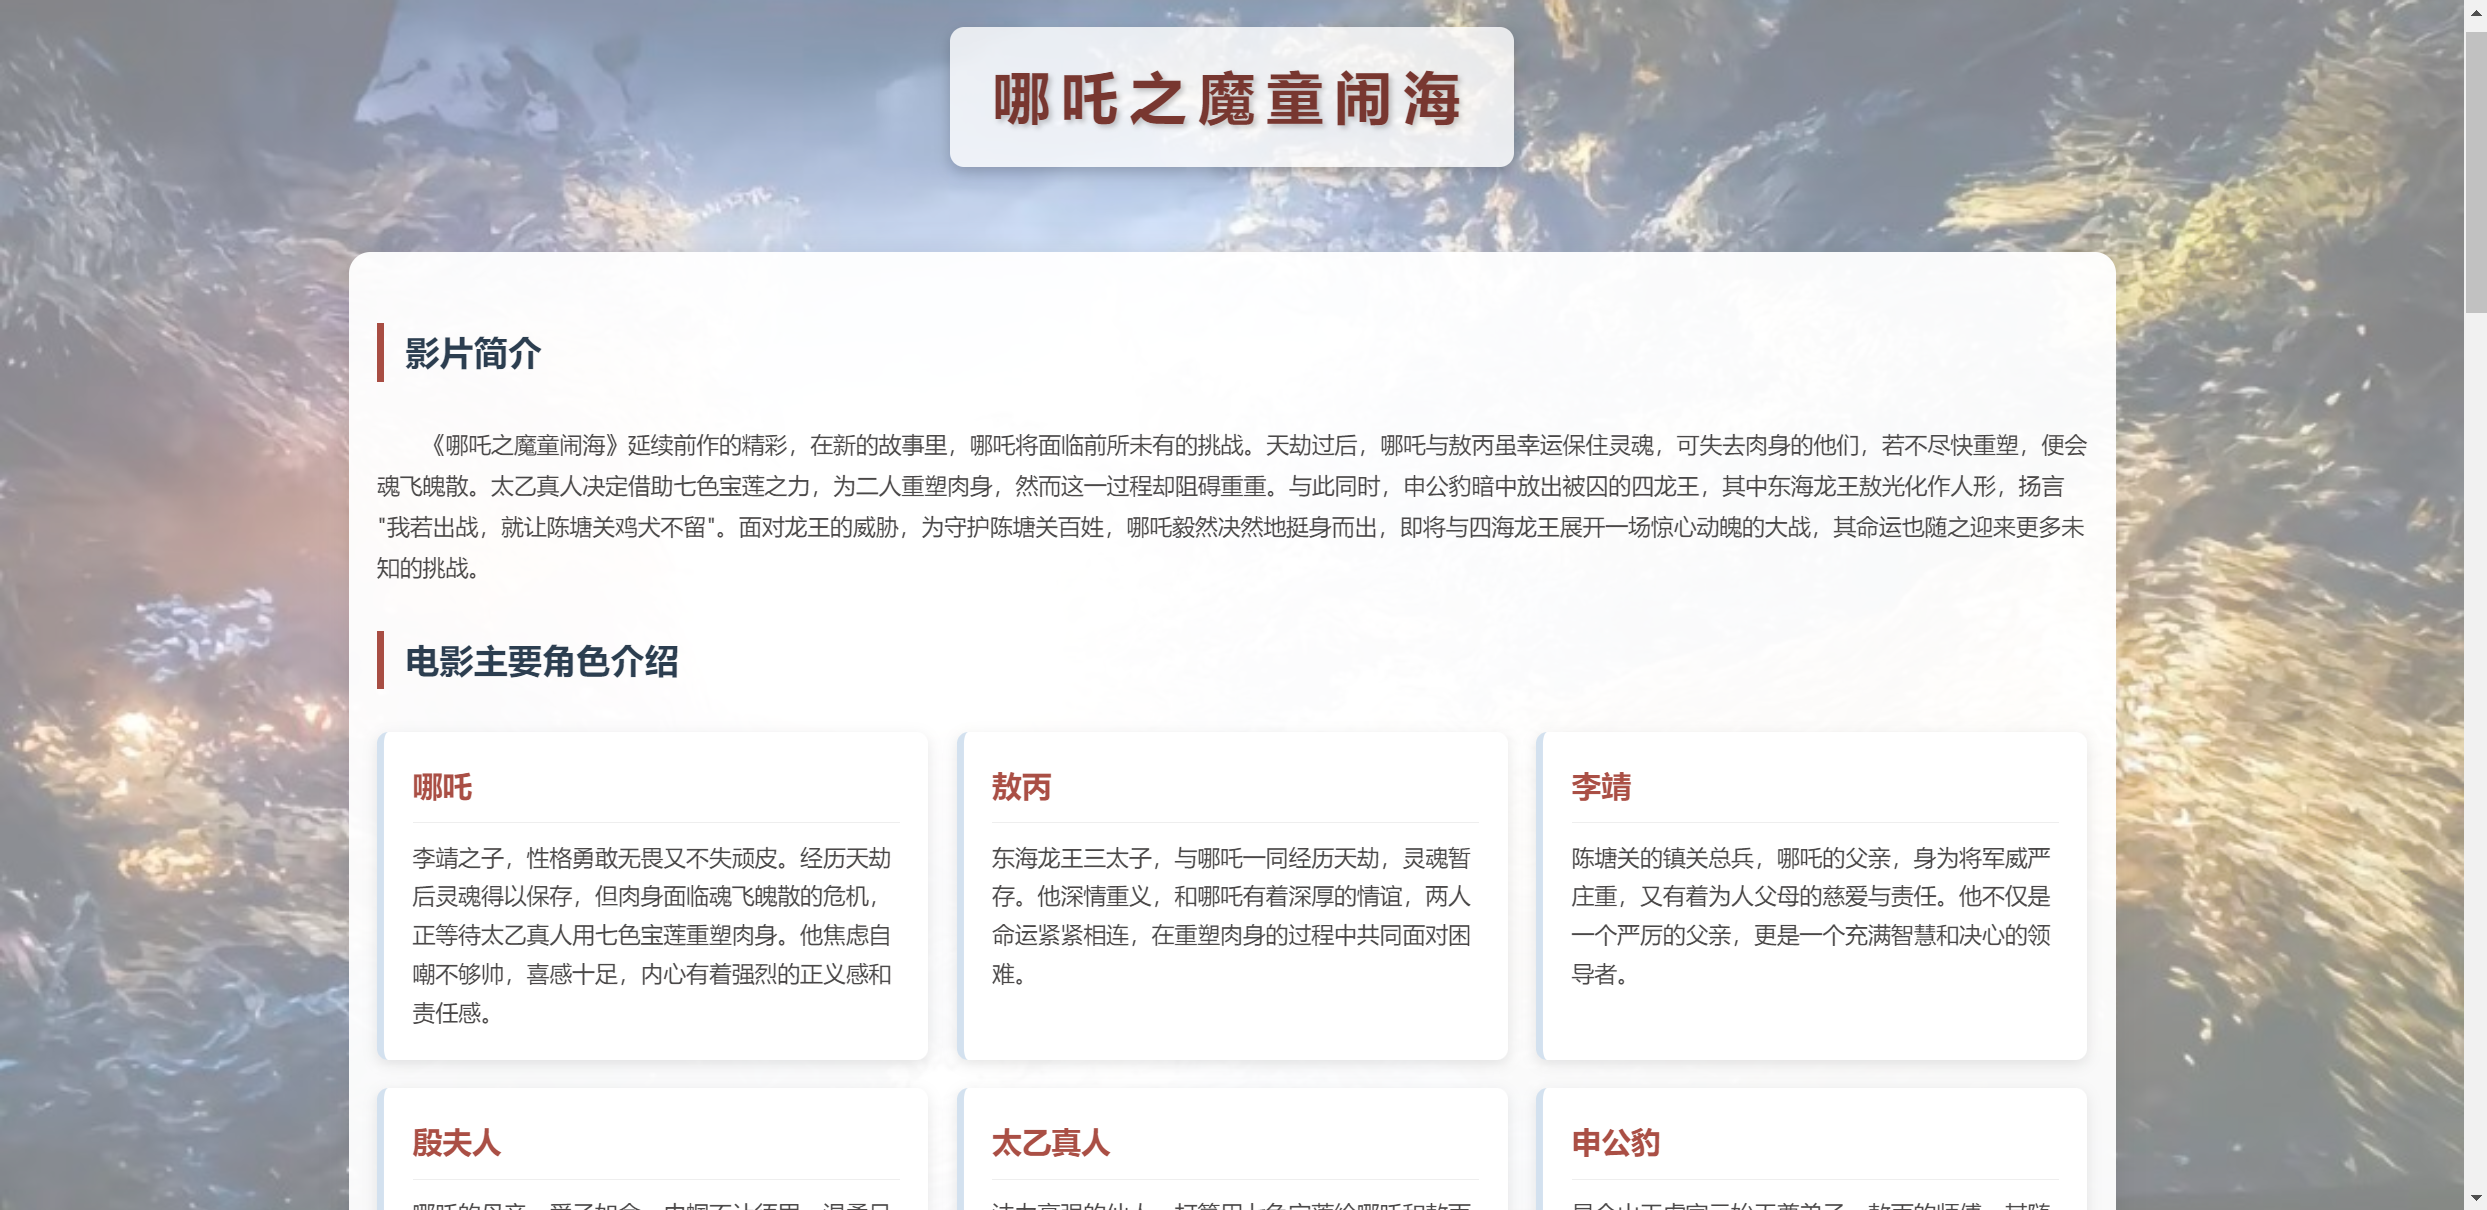 哪吒之魔童闹海
影片简介
《哪吒之魔童闹海》延续前作的精彩，在新的故事里，哪吒将面临前所未有的挑战。天劫过后，哪吒与敖丙虽幸运保住灵魂，可失去肉身的他们，若不尽快重塑，便会
魂飞魄散。太乙真人决定借助七色宝莲之力，为二人重塑肉身，然而这一过程却阻碍重重。与此同时，申公豹暗中放出被囚的四龙王，其中东海龙王敖光化作人形，扬言
"我若出战，就让陈塘关鸡犬不留"。面对龙王的威胁，为守护陈塘关百姓，哪吒毅然决然地挺身而出，即将与四海龙王展开一场惊心动魄的大战，其命运也随之迎来更多未
知的挑战。
电影主要角色介绍
哪吒
李靖之子，性格勇敢无畏又不失顽皮。经历天劫
后灵魂得以保存，但肉身面临魂飞魄散的危机，
正等待太乙真人用七色宝莲重塑肉身。他焦虑自
嘲不够帅，喜感十足，内心有着强烈的正义感和
责任感。
敖丙
东海龙王三太子，与哪吒一同经历天劫，灵魂暂
存。他深情重义，和哪吒有着深厚的情谊，两人
命运紧紧相连，在重塑肉身的过程中共同面对困
难。
李靖
陈塘关的镇关总兵，哪吒的父亲，身为将军威严
庄重，又有着为人父母的慈爱与责任。他不仅是
一个严厉的父亲，更是一个充满智慧和决心的领
导者。
殷夫人
太乙真人
申公豹